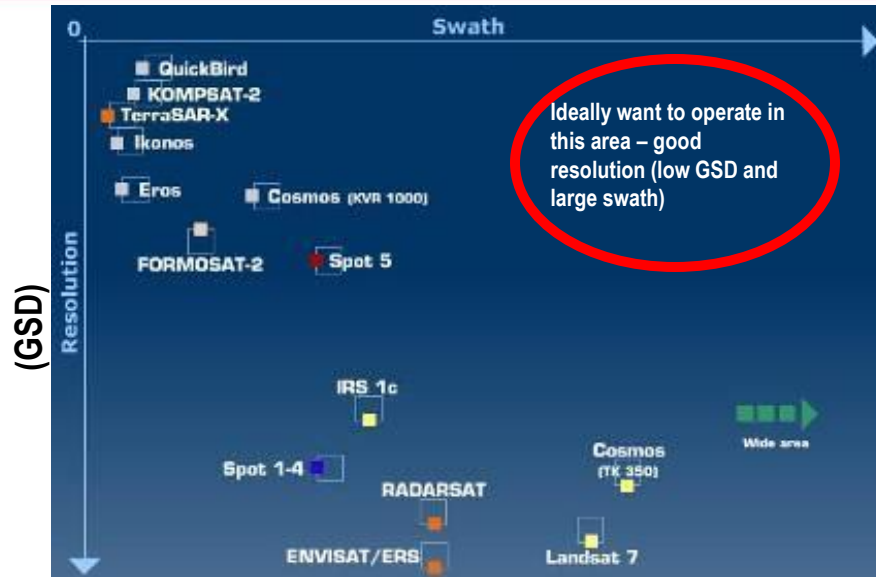 0
Swath
QuickBird
KOMPSAT-2
TerraSAR-X
Ikonos
Ideally want to operate in
this area – good
resolution (low GSD and
large swath)
Eros
Cosmos (KVR 1000)
FORMOSAT-2
Spot 5
Resolution
(GSD)
IRS 1c
Wide area
Spot 1-4
Cosmos
(TK 350)
RADARSAT
ENVISAT/ERS
Landsat 7